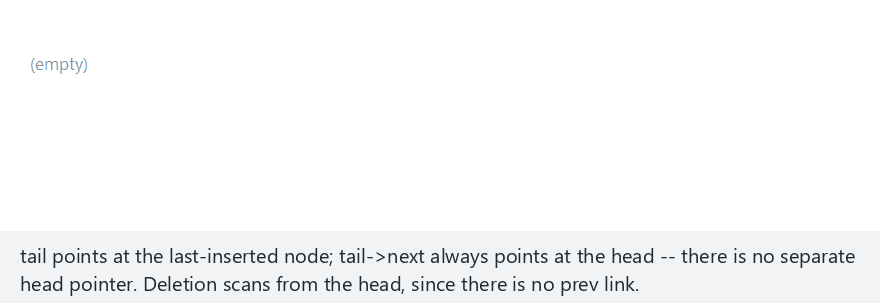 (empty)
tail points at the last-inserted node; tail->next always points at the head -- there is no separate
head pointer. Deletion scans from the head, since there is no prev link.